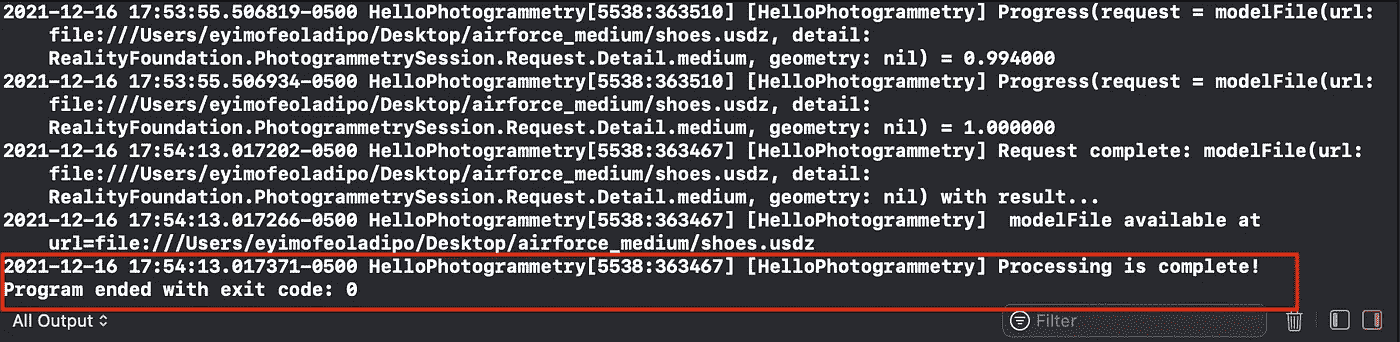 2021-12-16 17:53:55.506819-0500 HelloPhotogrammetry[5538:363510] [HelloPhotogrammetry] Progress(request = modelFile(url:
file:///Users/eyimofeoladipo/Desktop/airforce_medium/shoes.usdz, detail:
RealityFoundation.PhotogrammetrySession.Request.Detail.medium, geometry: nil) = 0.994000
2021-12-16 17:53:55.506934-0500 HelloPhotogrammetry[5538:363510] [HelloPhotogrammetry] Progress(request = modelFile(url:
file:///Users/eyimofeoladipo/Desktop/airforce_medium/shoes.usdz, detail:
RealityFoundation.PhotogrammetrySession.Request.Detail.medium, geometry: nil) = 1.000000
2021-12-16 17:54:13.017202-0500 HelloPhotogrammetry[5538:363467] [HelloPhotogrammetry] Request complete: modelFile(url:
file:///Users/eyimofeoladipo/Desktop/airforce_medium/shoes.usdz, detail:
RealityFoundation.PhotogrammetrySession.Request.Detail.medium, geometry: nil) with result...
2021-12-16 17:54:13.017266-0500 HelloPhotogrammetry[5538:363467] [HelloPhotogrammetry]  modelFile available at
url=file:///Users/eyimofeoladipo/Desktop/airforce_medium/shoes.usdz
2021-12-16 17:54:13.017371-0500 HelloPhotogrammetry[5538:363467] [HelloPhotogrammetry] Processing is complete!
Program ended with exit code: 0
All Output
Filter